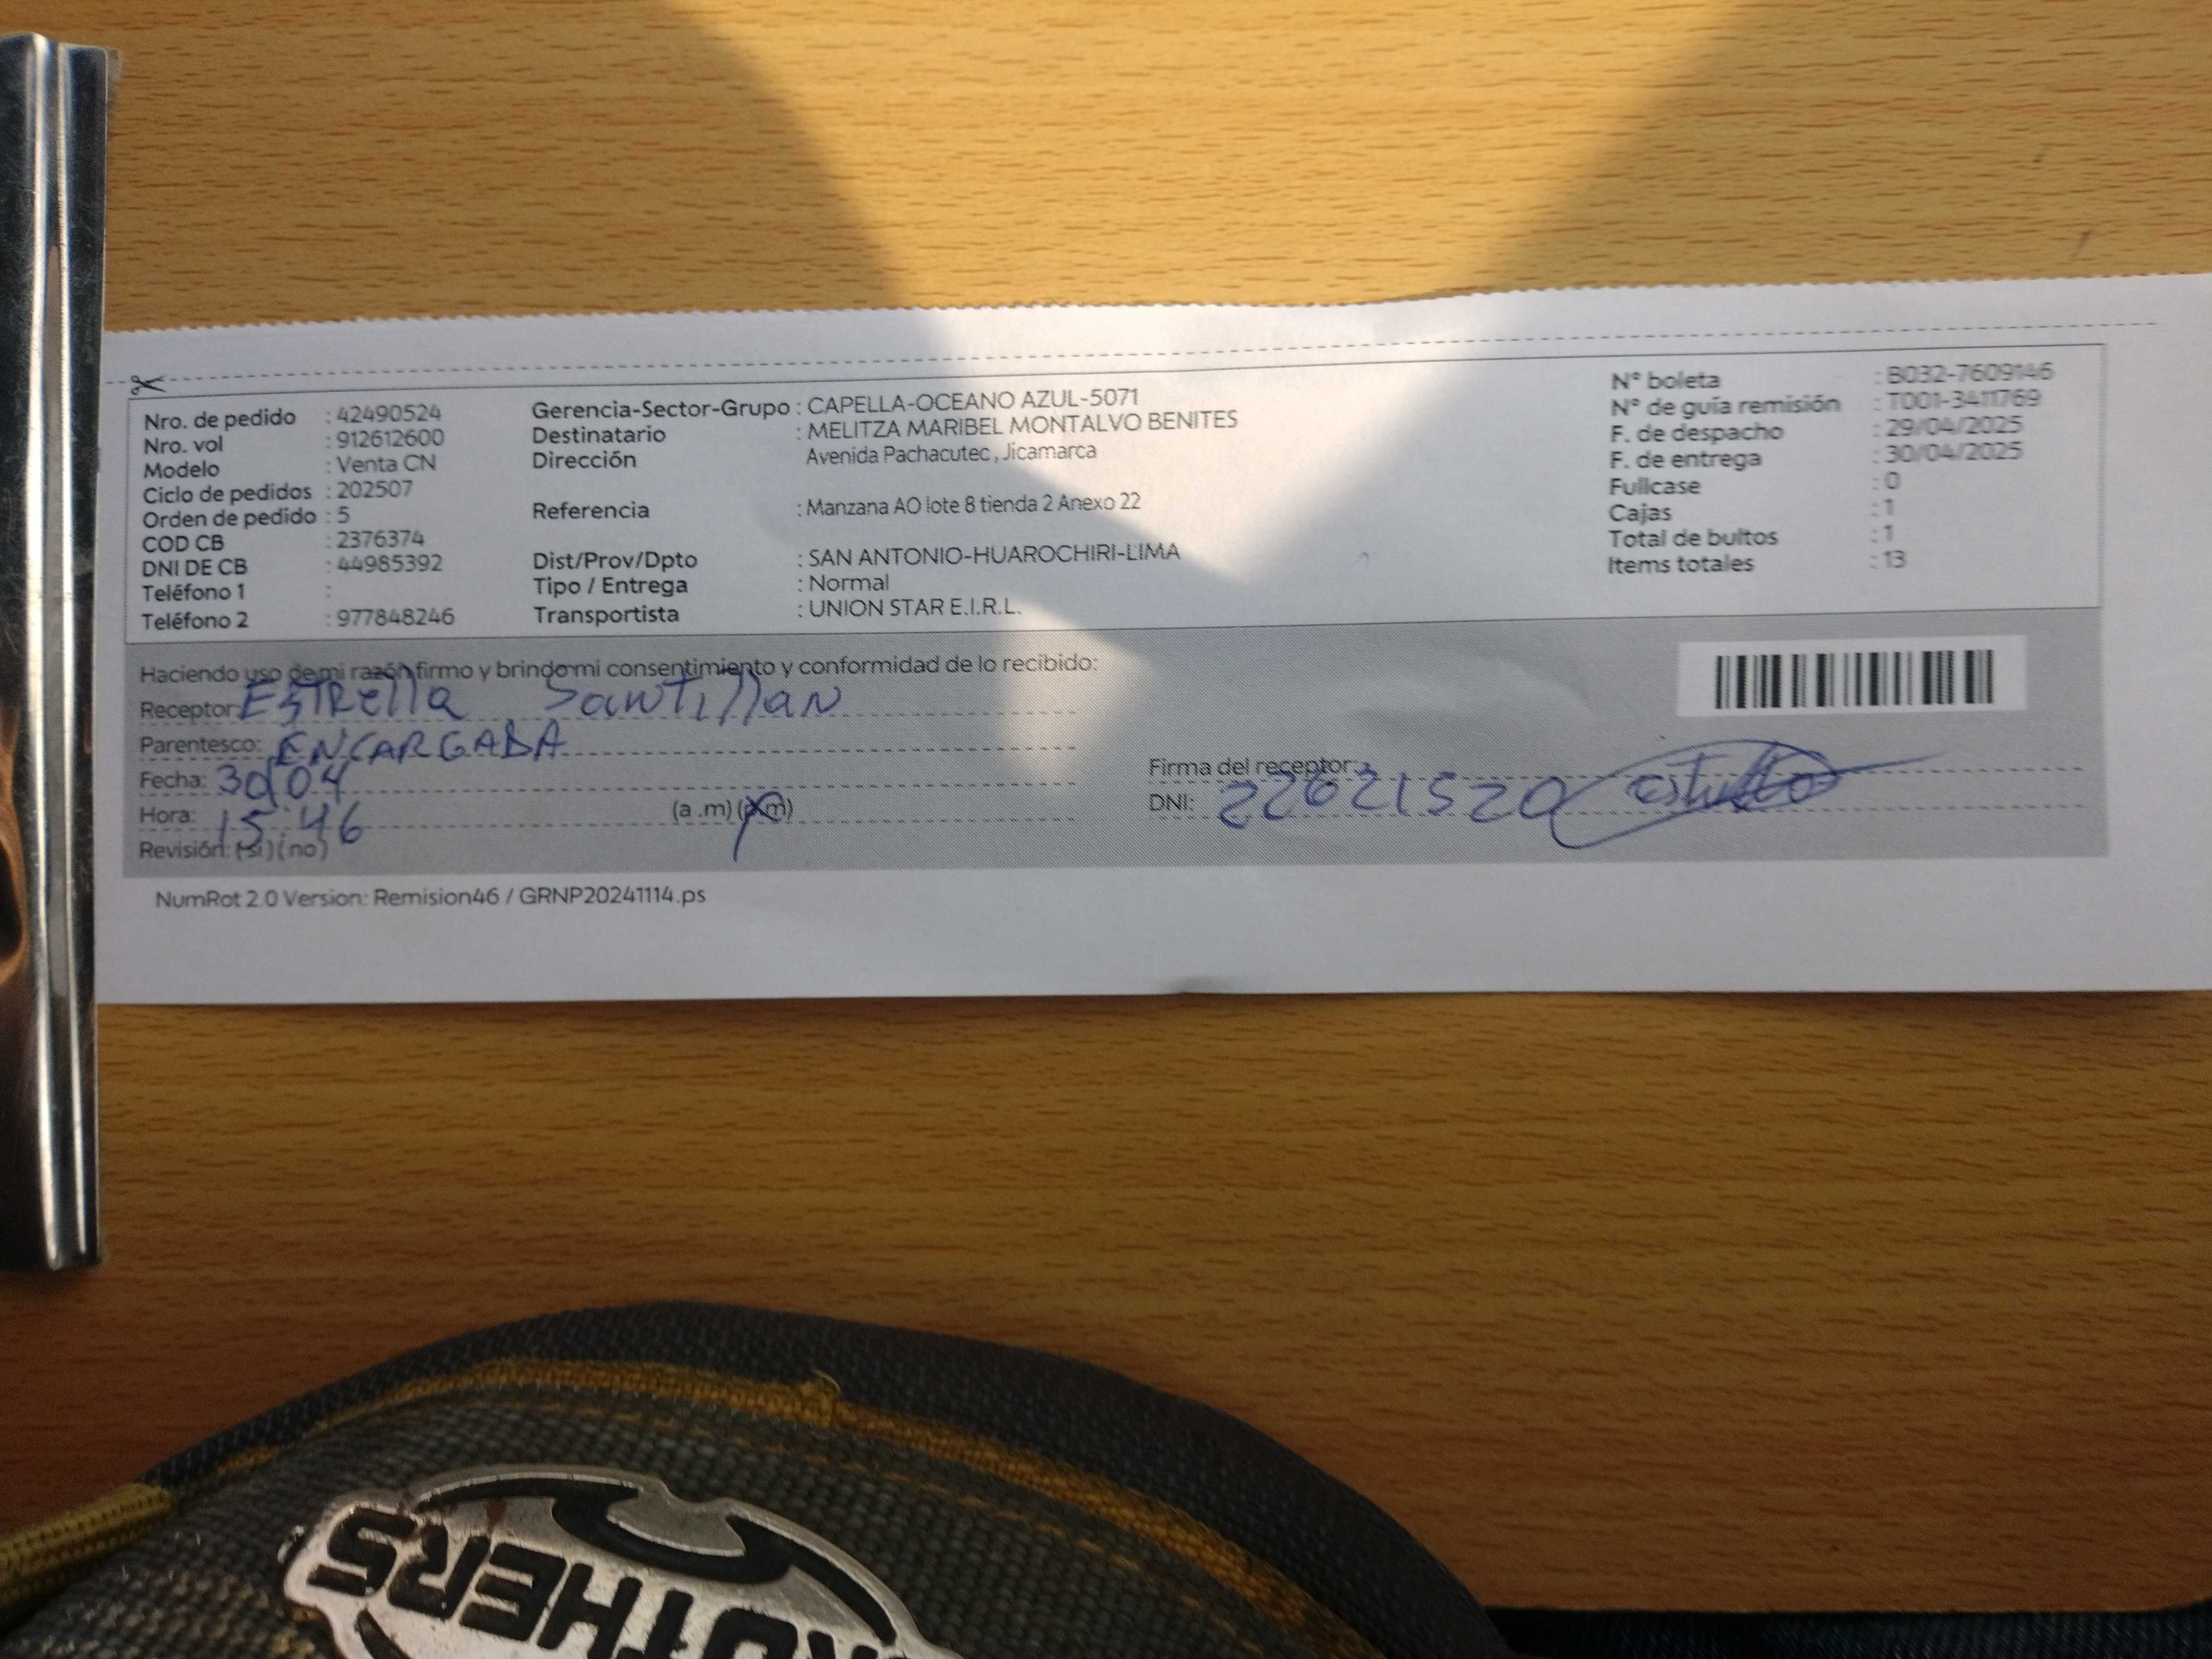 Nro. de pedido : 42490524
Nro. vol : 912612600
Modelo : Venta CN
Ciclo de pedidos : 202507
Orden de pedido : 5
COD CB : 2376374
DNI DE CB : 44985392
Teléfono 1 :
Teléfono 2 : 977848246
Gerencia-Sector-Grupo : CAPELLA-OCEANO AZUL-5071
Destinatario : MELITZA MARIBEL MONTALVO BENITES
Dirección Avenida Pachacutec , Jicamarca
Referencia : Manzana AO lote 8 tienda 2 Anexo 22
Dist/Prov/Dpto : SAN ANTONIO-HUAROCHIRI-LIMA
Tipo / Entrega : Normal
Transportista : UNION STAR E.I.R.L.
N° boleta : B032-7609146
N° de guía remisión : T001-3411769
F. de despacho : 29/04/2025
F. de entrega : 30/04/2025
Fullcase : 0
Cajas : 1
Total de bultos : 1
Items totales : 13
Haciendo uso de mi razón firmo y brindo mi consentimiento y conformidad de lo recibido:
Receptor: Estrella Santillan
Parentesco: ENCARGADA
Fecha: 30/04
Hora: 15:46 (a .m) (p.m)
Revisión: (si) (no)
Firma del receptor:
DNI: 22621520
NumRot 2.0 Version: Remision46 / GRNP20241114.ps